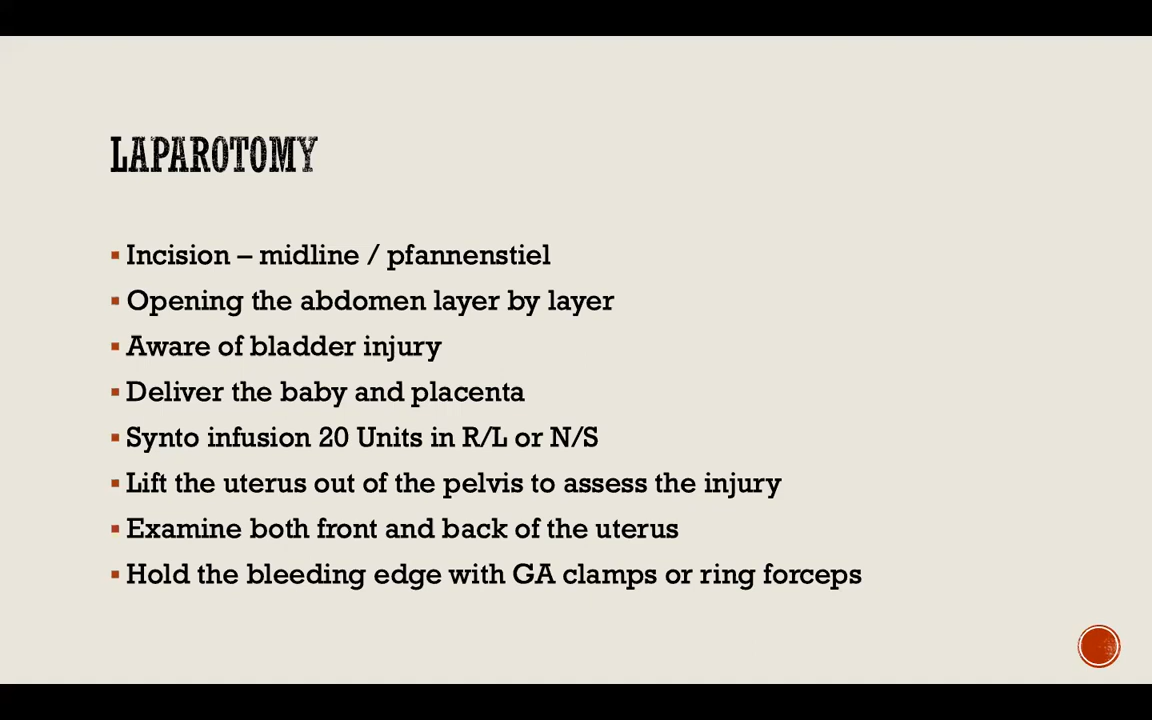 LAPAROTOMY
▪ Incision – midline / pfannenstiel
▪ Opening the abdomen layer by layer
▪ Aware of bladder injury
▪ Deliver the baby and placenta
▪ Synto infusion 20 Units in R/L or N/S
▪ Lift the uterus out of the pelvis to assess the injury
▪ Examine both front and back of the uterus
▪ Hold the bleeding edge with GA clamps or ring forceps